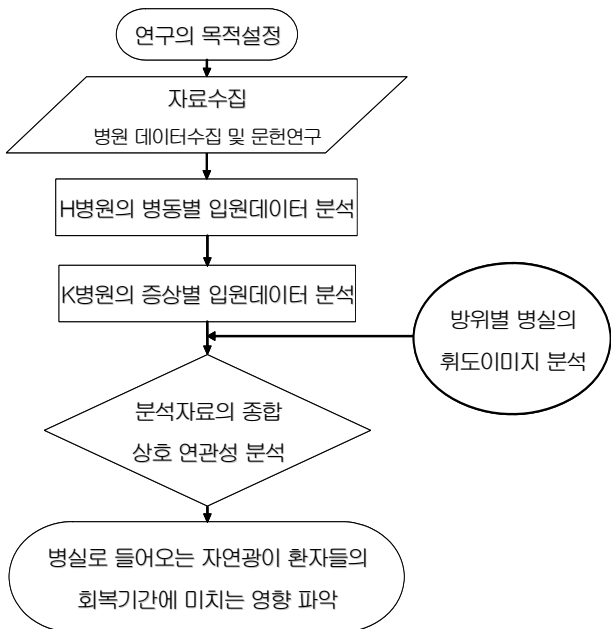 연구의 목적설정
자료수집
병원 데이터수집 및 문헌연구
H병원의 병동별 입원데이터 분석
K병원의 증상별 입원데이터 분석
방위별 병실의
휘도이미지 분석
분석자료의 종합
상호 연관성 분석
병실로 들어오는 자연광이 환자들의
회복기간에 미치는 영향 파악